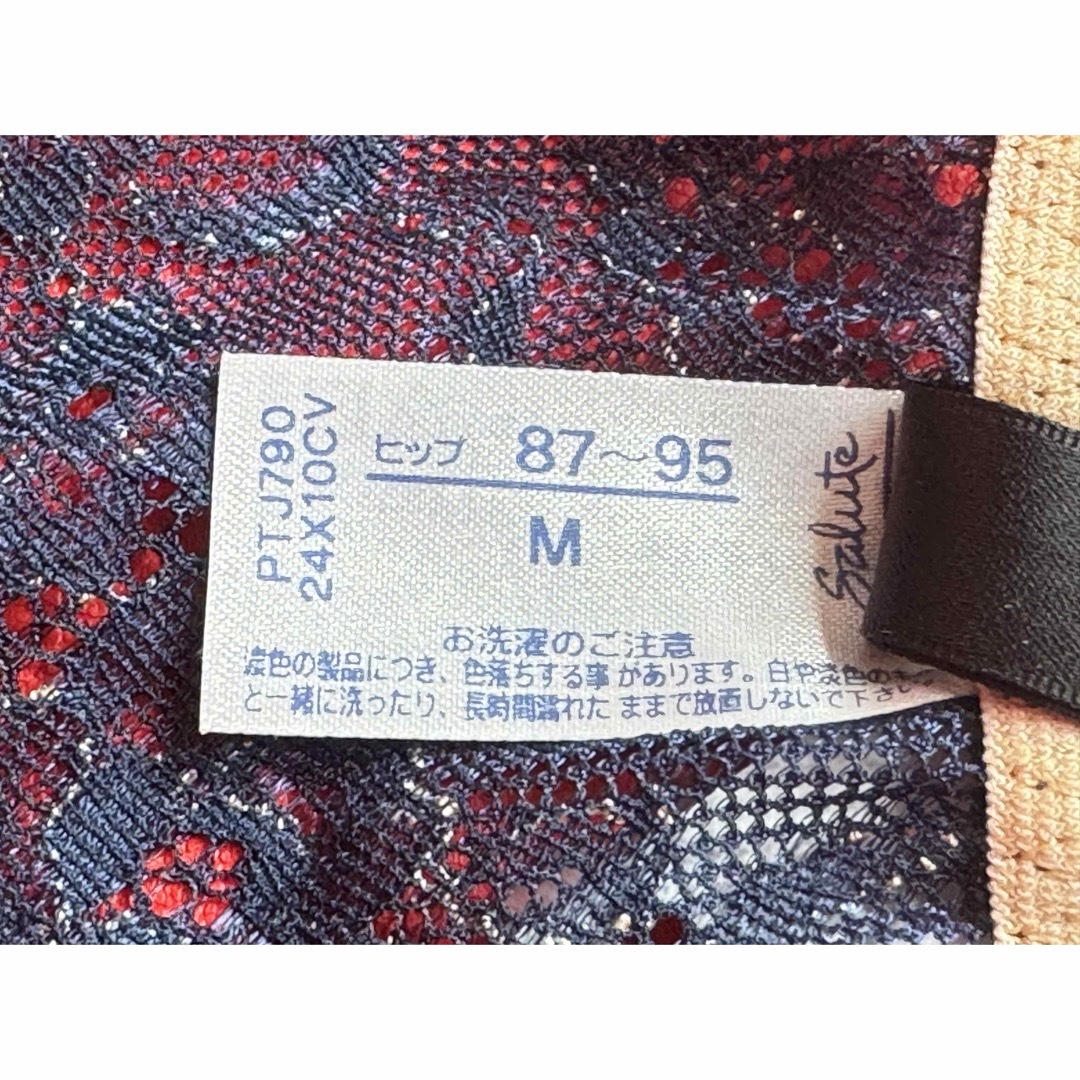 PTJ790
24X10CV
ヒップ 87～95
M
Salute
お洗濯のご注意
濃色の製品につき、色落ちする事があります。白や淡色の
と一緒に洗ったり、長時間濡れたままで放置しないで下さい